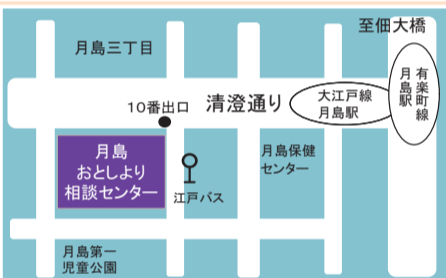 至佃大橋
月島三丁目
有楽町線
月島駅
大江戸線
月島駅
清澄通り
10番出口
月島
おとしより
相談センター
江戸バス
月島保健
センター
月島第一
児童公園